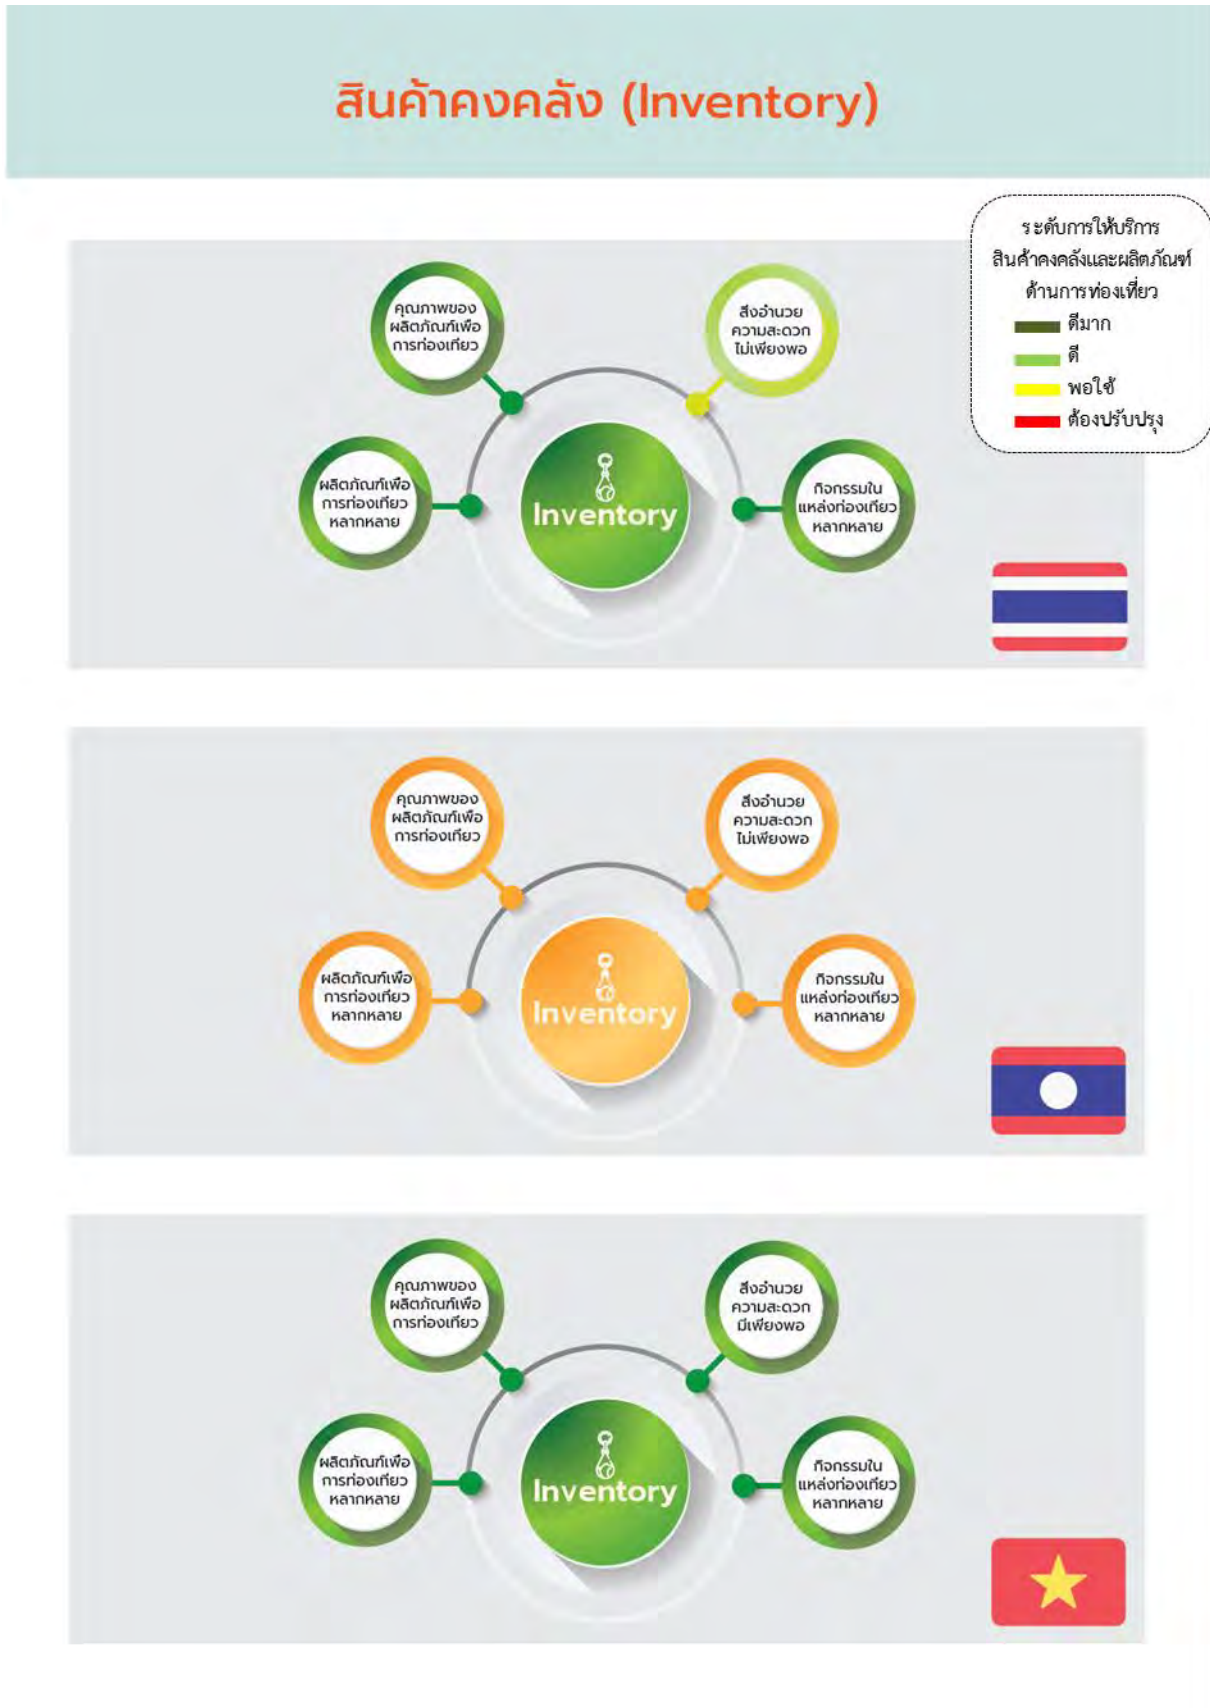 สินค้าคงคลัง (Inventory)
ระดับการให้บริการ
สินค้าคงคลังและผลิตภัณฑ์
ด้านการท่องเที่ยว
ดีมาก
ดี
พอใช้
ต้องปรับปรุง
คุณภาพของ
ผลิตภัณฑ์เพื่อ
การท่องเที่ยว
สิ่งอำนวย
ความสะดวก
ไม่เพียงพอ
ผลิตภัณฑ์เพื่อ
การท่องเที่ยว
หลากหลาย
Inventory
กิจกรรมใน
แหล่งท่องเที่ยว
หลากหลาย
คุณภาพของ
ผลิตภัณฑ์เพื่อ
การท่องเที่ยว
สิ่งอำนวย
ความสะดวก
ไม่เพียงพอ
ผลิตภัณฑ์เพื่อ
การท่องเที่ยว
หลากหลาย
Inventory
กิจกรรมใน
แหล่งท่องเที่ยว
หลากหลาย
คุณภาพของ
ผลิตภัณฑ์เพื่อ
การท่องเที่ยว
สิ่งอำนวย
ความสะดวก
มีเพียงพอ
ผลิตภัณฑ์เพื่อ
การท่องเที่ยว
หลากหลาย
Inventory
กิจกรรมใน
แหล่งท่องเที่ยว
หลากหลาย